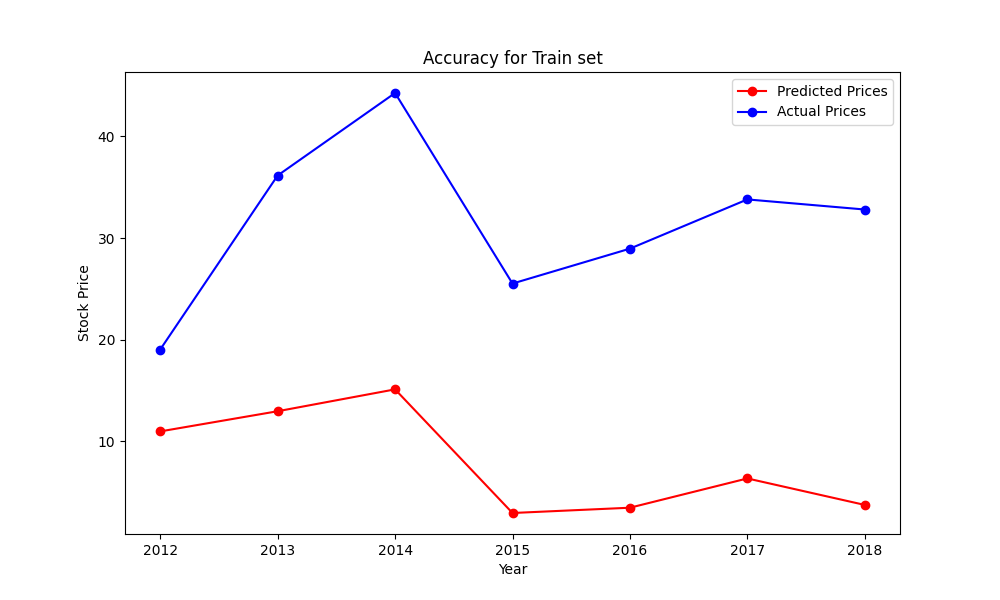 Accuracy for Train set
Predicted Prices
Actual Prices
Stock Price
40
30
20
10
2012 2013 2014 2015 2016 2017 2018
Year